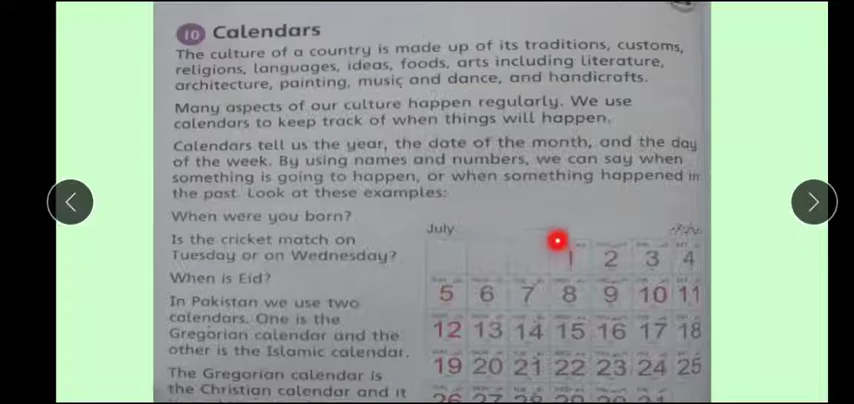 10 Calendars
The culture of a country is made up of its traditions, customs,
religions, languages, ideas, foods, arts including literature,
architecture, painting, music and dance, and handicrafts.
Many aspects of our culture happen regularly. We use
calendars to keep track of when things will happen.
Calendars tell us the year, the date of the month, and the day
of the week. By using names and numbers, we can say when
something is going to happen, or when something happened in
the past. Look at these examples:
When were you born?
Is the cricket match on
Tuesday or on Wednesday?
When is Eid?
In Pakistan we use two
calendars. One is the
Gregorian calendar and the
other is the Islamic calendar.
The Gregorian calendar is
the Christian calendar and it
July
1 2 3 4
5 6 7 8 9 10 11
12 13 14 15 16 17 18
19 20 21 22 23 24 25
26 27 28 29 30 31